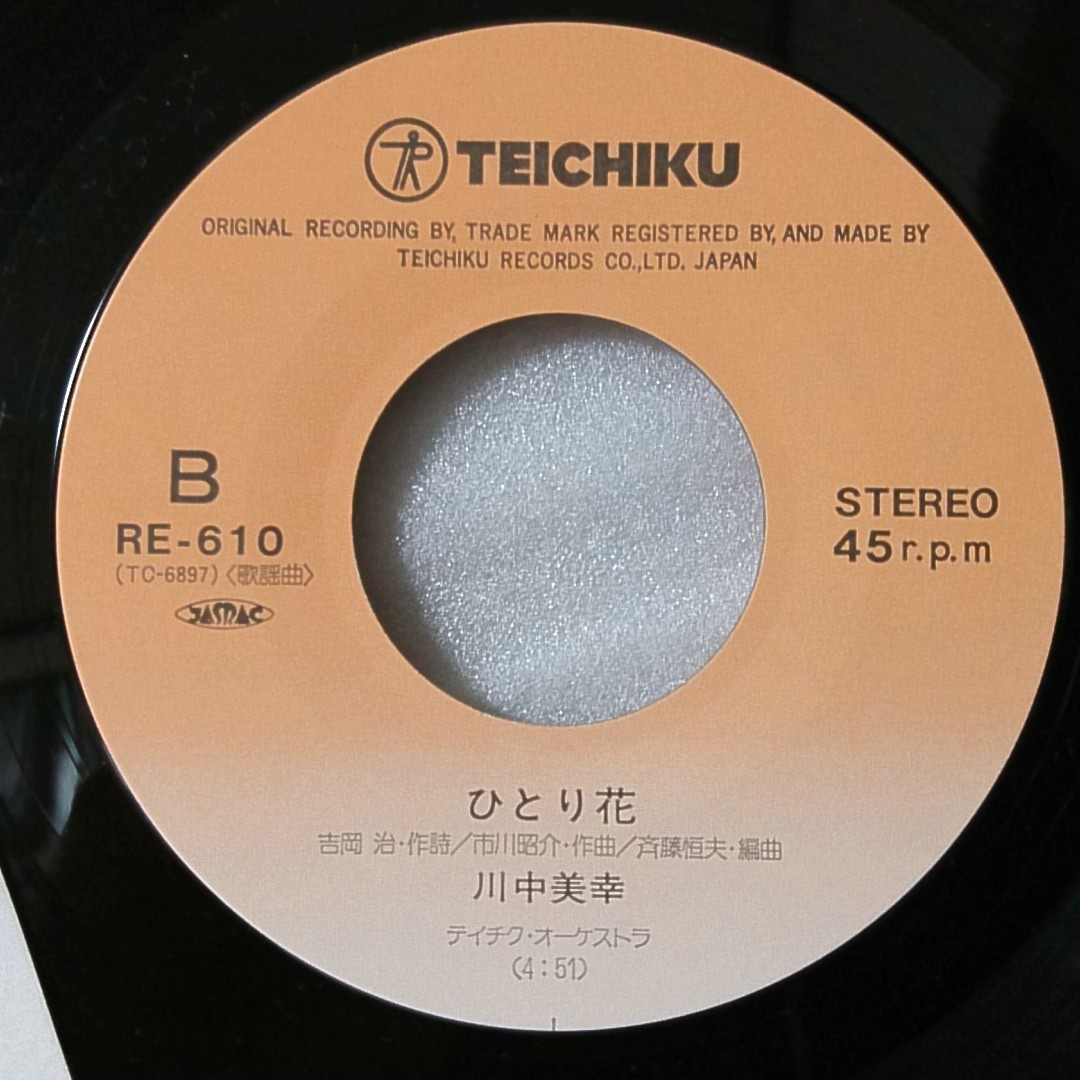 TEICHIKU
ORIGINAL RECORDING BY, TRADE MARK REGISTERED BY, AND MADE BY
TEICHIKU RECORDS CO.,LTD. JAPAN
B
RE-610
(TC-6897)〈歌謡曲〉
JASMAC
STEREO
45 r.p.m
ひとり花
吉岡 治・作詩／市川昭介・作曲／斉藤恒夫・編曲
川中美幸
テイチク・オーケストラ
(4:51)